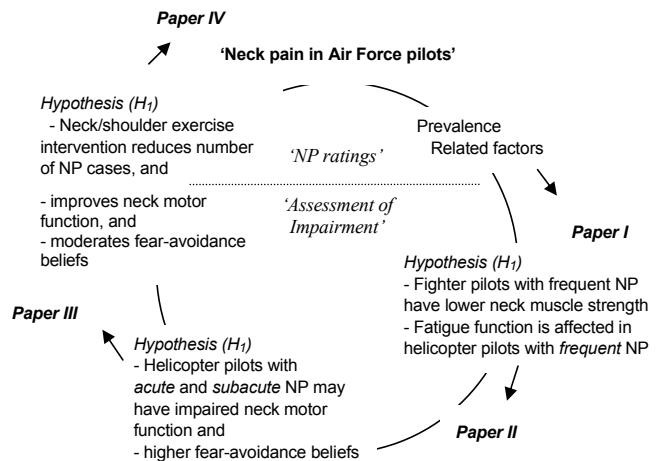 Paper IV
‘Neck pain in Air Force pilots’
Hypothesis (H1)
- Neck/shoulder exercise
intervention reduces number
of NP cases, and
- improves neck motor
function, and
- moderates fear-avoidance
beliefs
‘NP ratings’
‘Assessment of
Impairment’
Prevalence
Related factors
Paper I
Hypothesis (H1)
- Fighter pilots with frequent NP
have lower neck muscle strength
- Fatigue function is affected in
helicopter pilots with frequent NP
Paper II
Paper III
Hypothesis (H1)
- Helicopter pilots with
acute and subacute NP may
have impaired neck motor
function and
- higher fear-avoidance beliefs